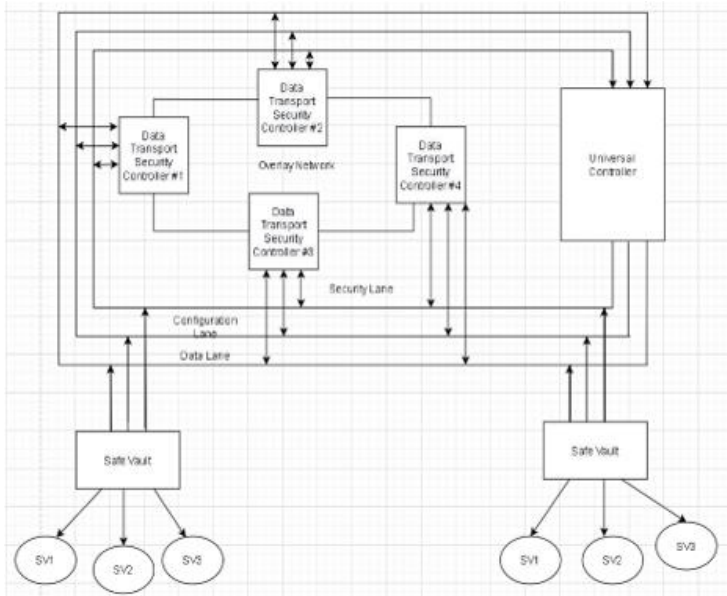 Data
Transport
Security
Controller #2
Data
Transport
Security
Controller #1
Overlay Network
Data
Transport
Security
Controller #4
Universal
Controller
Data
Transport
Security
Controller #3
Security Lane
Configuration
Lane
Data Lane
Safe Vault
Safe Vault
SV1
SV2
SV3
SV1
SV2
SV3